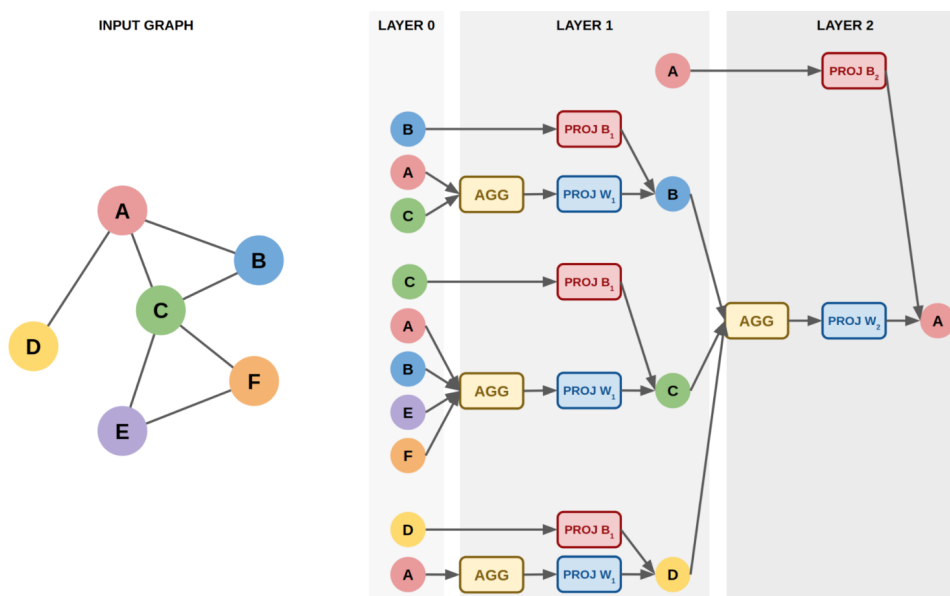 INPUT GRAPH
A
B
C
D
F
E
LAYER 0
LAYER 1
LAYER 2
A
PROJ B2
B
PROJ B1
A
C
AGG
PROJ W1
B
C
PROJ B1
A
B
E
F
AGG
PROJ W1
C
AGG
PROJ W2
A
D
PROJ B1
A
AGG
PROJ W1
D